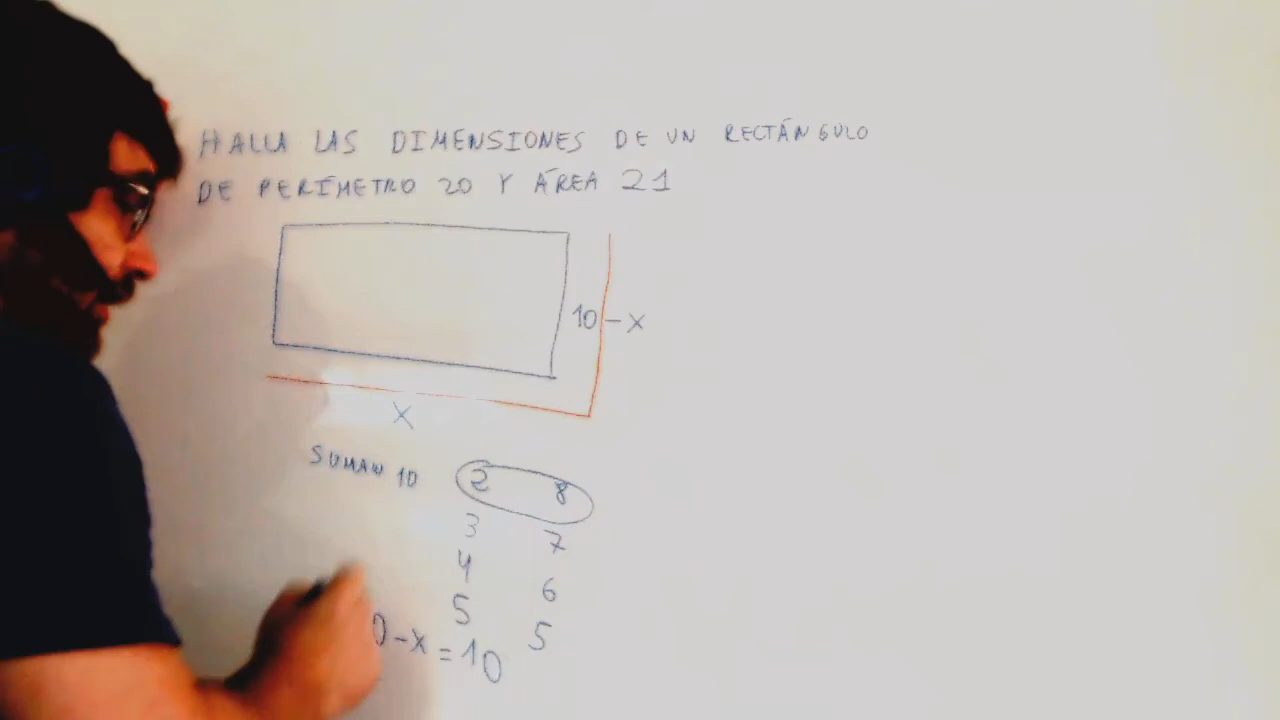 HALLA LAS DIMENSIONES DE UN RECTÁNGULO
DE PERÍMETRO 20 Y ÁREA 21
10-x
x
SUMAN 10
2 8
3 7
4 6
5 5
0-x=10